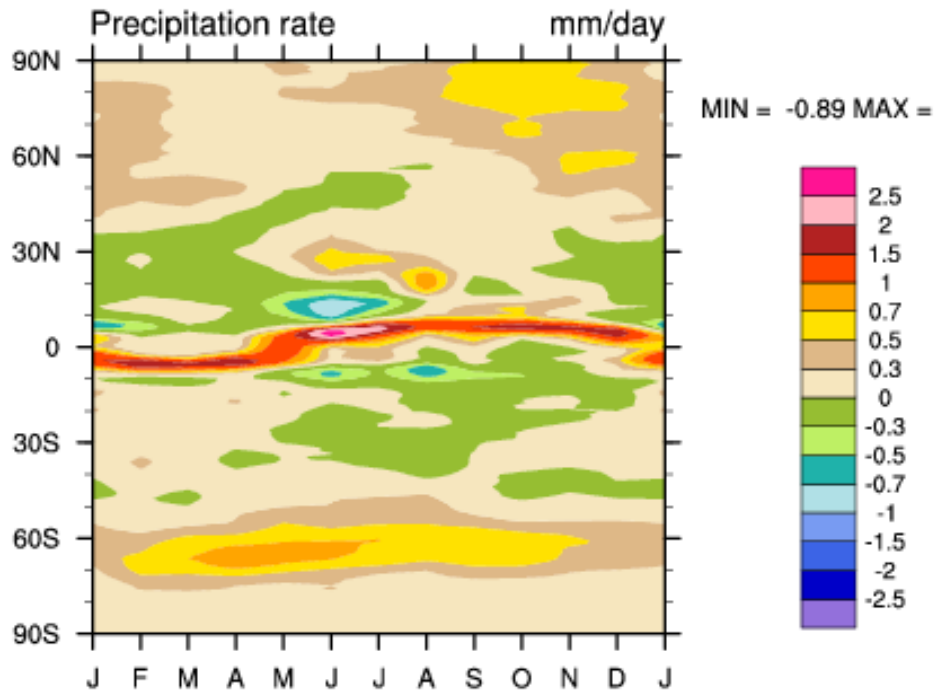 Precipitation rate mm/day
90N
60N
30N
0
30S
60S
90S
J F M A M J J A S O N D J
MIN = -0.89 MAX =
2.5
2
1.5
1
0.7
0.5
0.3
0
-0.3
-0.5
-0.7
-1
-1.5
-2
-2.5